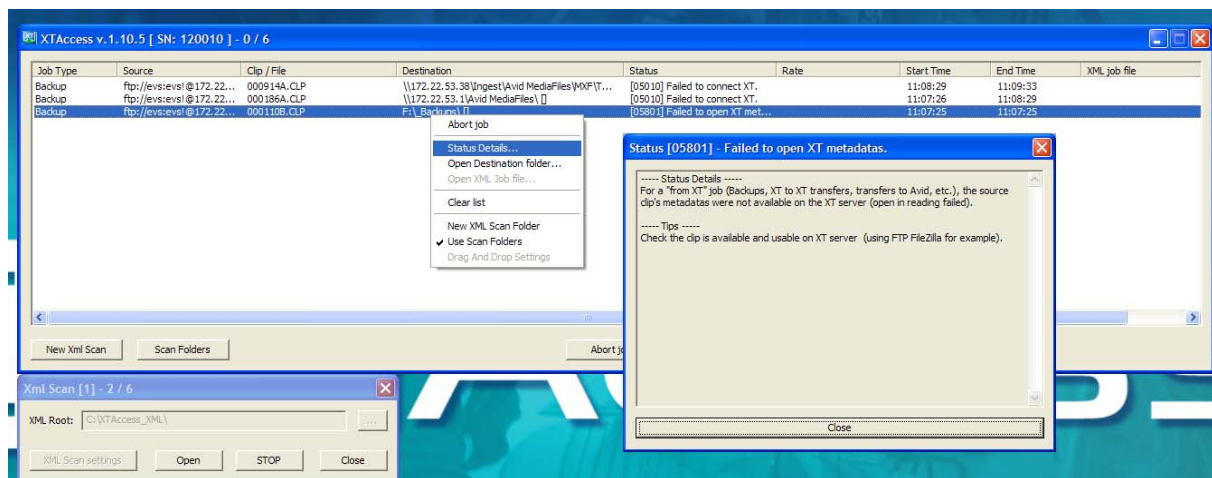 XTAccess v.1.10.5 [ SN: 120010 ] - 0 / 6
Job Type Source Clip / File Destination Status Rate Start Time End Time XML job file
Backup ftp://evs:evs!@172.22... 000914A.CLP \\172.22.53.38\Ingest\Avid MediaFiles\MXF\T... [05010] Failed to connect XT. 11:08:29 11:09:33
Backup ftp://evs:evs!@172.22... 000186A.CLP \\172.22.53.1\Avid MediaFiles\ [] [05010] Failed to connect XT. 11:07:26 11:08:29
Backup ftp://evs:evs!@172.22... 000110B.CLP F:\_Backups\ [] [05801] Failed to open XT met... 11:07:25 11:07:25
Abort job
Status Details...
Open Destination folder...
Open XML Job file...
Clear list
New XML Scan Folder
Use Scan Folders
Drag And Drop Settings
Status [05801] - Failed to open XT metadatas.
----- Status Details -----
For a "from XT" job (Backups, XT to XT transfers, transfers to Avid, etc.), the source
clip's metadatas were not available on the XT server (open in reading failed).
----- Tips -----
Check the clip is available and usable on XT server (using FTP FileZilla for example).
Close
New Xml Scan Scan Folders Abort
Xml Scan [1] - 2 / 6
XML Root: C:\XTAccess_XML\ ...
XML Scan settings Open STOP Close